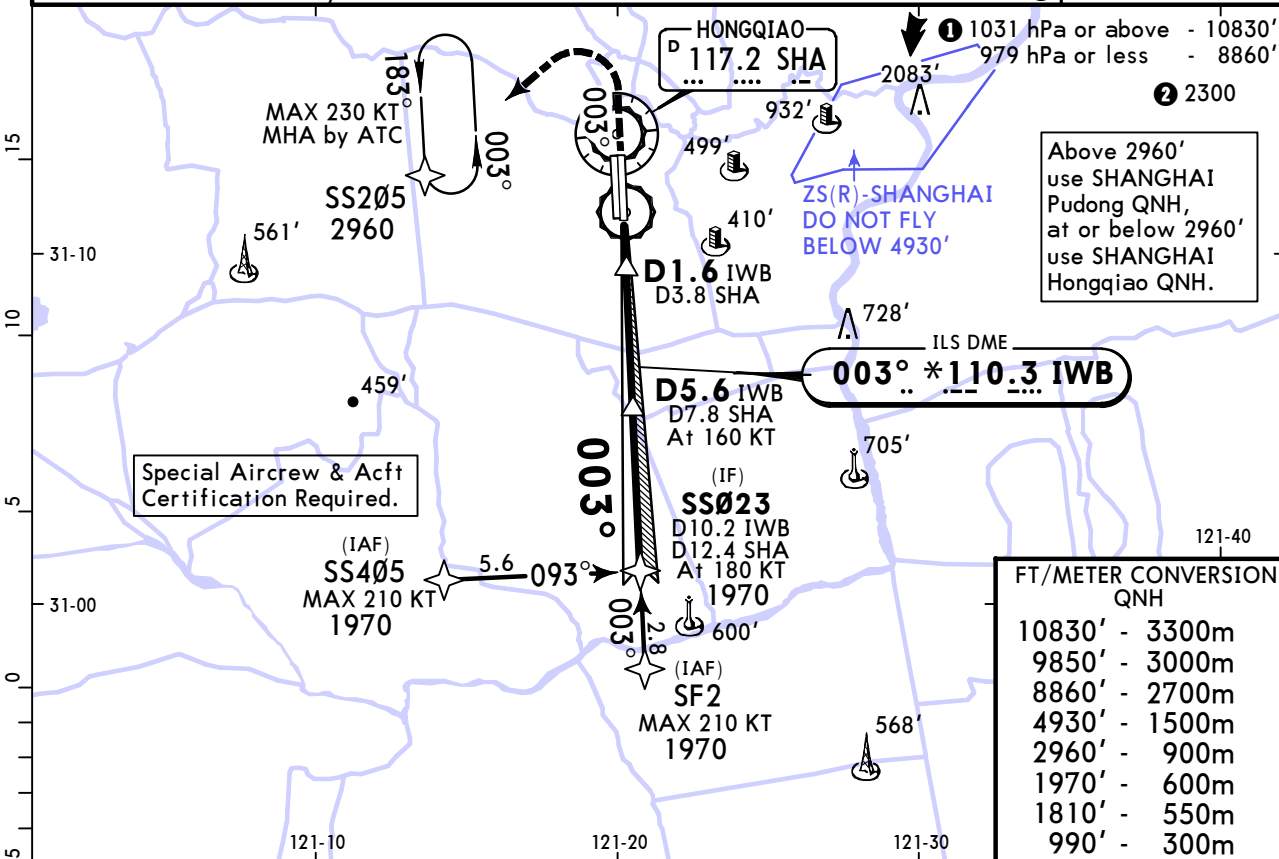 HONGQIAO
D 117.2 SHA
❶ 1031 hPa or above - 10830'
979 hPa or less - 8860'
❷ 2300
2083'
932'
499'
410'
183°
003°
MAX 230 KT
MHA by ATC
SS2Ø5
2960
003°
15
561'
31-10
ZS(R)-SHANGHAI
DO NOT FLY
BELOW 4930'
Above 2960'
use SHANGHAI
Pudong QNH,
at or below 2960'
use SHANGHAI
Hongqiao QNH.
D1.6 IWB
D3.8 SHA
10
728'
ILS DME
003° *110.3 IWB
459'
D5.6 IWB
D7.8 SHA
At 160 KT
705'
Special Aircrew & Acft
Certification Required.
003°
(IF)
SSØ23
D10.2 IWB
D12.4 SHA
At 180 KT
1970
5
(IAF)
SS4Ø5
MAX 210 KT
1970
5.6
093°
31-00
003°
2.8
600'
121-40
(IAF)
SF2
MAX 210 KT
1970
0
568'
FT/METER CONVERSION
QNH
10830' - 3300m
9850' - 3000m
8860' - 2700m
4930' - 1500m
2960' - 900m
1970' - 600m
1810' - 550m
990' - 300m
5
121-10
121-20
121-30